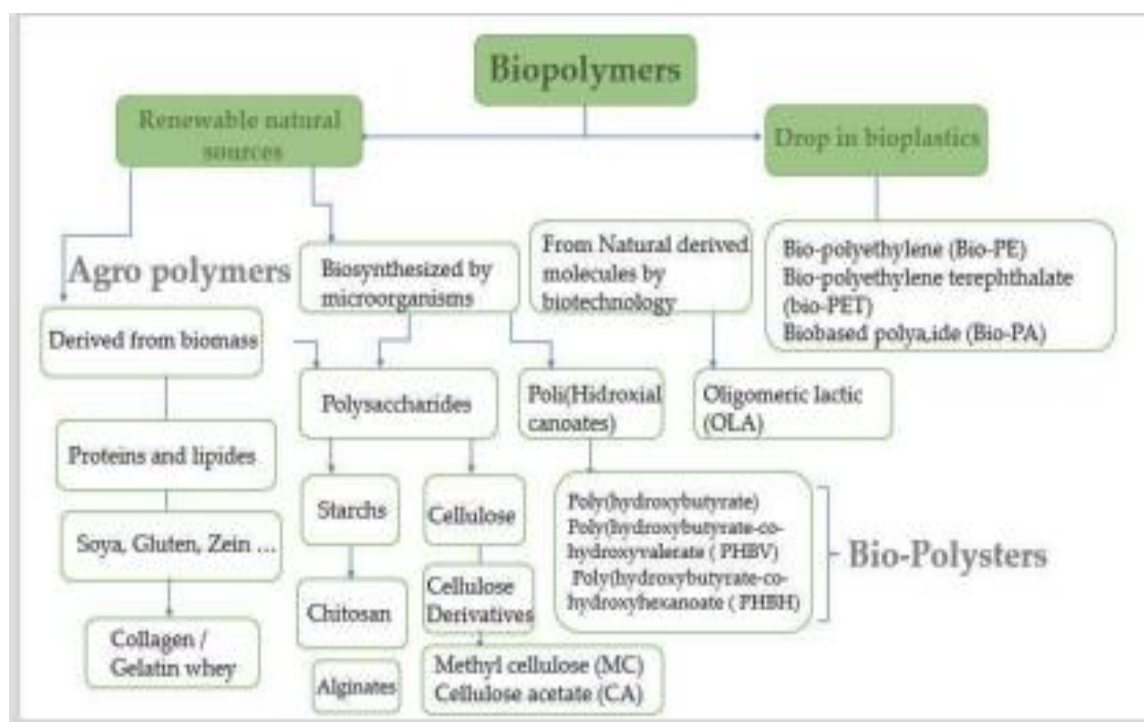 Biopolymers
Renewable natural
sources
Drop in bioplastics
Agro polymers
Biosynthesized by
microorganisms
From Natural derived
molecules by
biotechnology
Bio-polyethylene (Bio-PE)
Bio-polyethylene terephthalate
(bio-PET)
Biobased polya,ide (Bio-PA)
Derived from biomass
Polysaccharides
Poli(Hidroxial
canoates)
Oligomeric lactic
(OLA)
Proteins and lipides
Starchs
Cellulose
Poly(hydroxybutyrate)
Poly(hydroxybutyrate-co-
hydroxyvalerate ( PHBV)
Poly(hydroxybutyrate-co-
hydroxyhexanoate ( PHBH)
Bio-Polysters
Soya, Gluten, Zein ...
Chitosan
Cellulose
Derivatives
Collagen /
Gelatin whey
Alginates
Methyl cellulose (MC)
Cellulose acetate (CA)